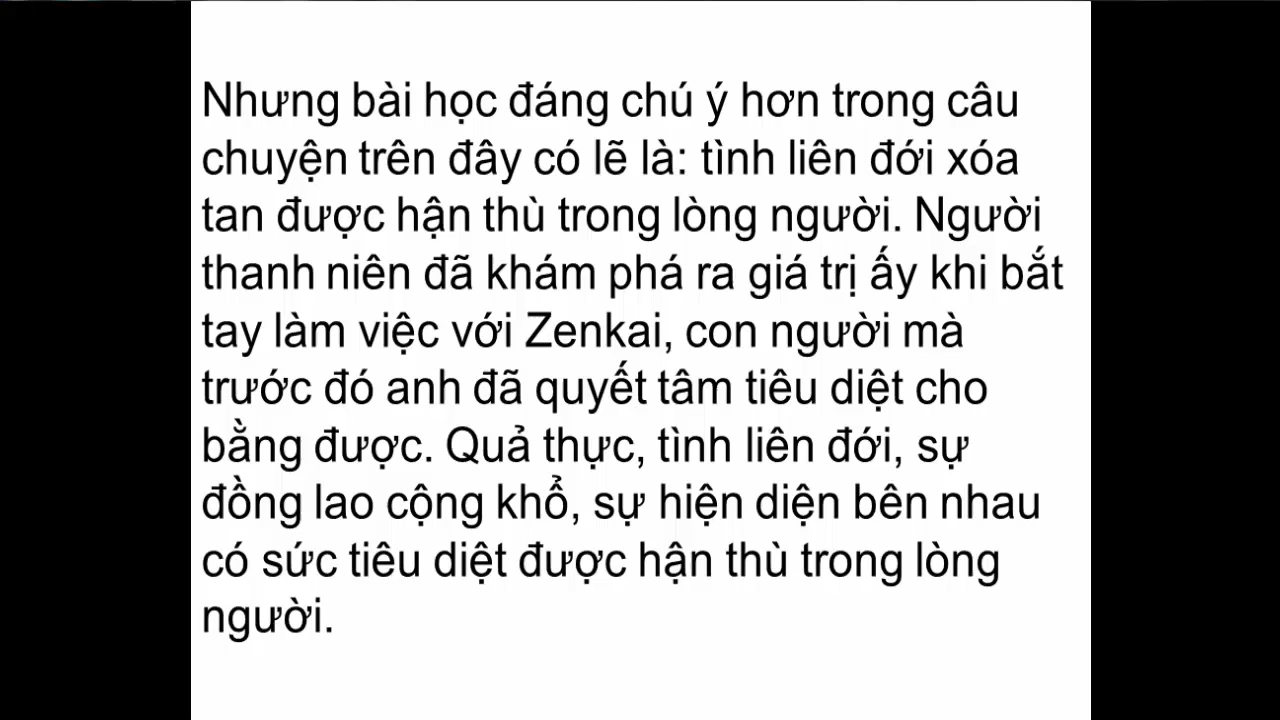 Nhưng bài học đáng chú ý hơn trong câu
chuyện trên đây có lẽ là: tình liên đới xóa
tan được hận thù trong lòng người. Người
thanh niên đã khám phá ra giá trị ấy khi bắt
tay làm việc với Zenkai, con người mà
trước đó anh đã quyết tâm tiêu diệt cho
bằng được. Quả thực, tình liên đới, sự
đồng lao cộng khổ, sự hiện diện bên nhau
có sức tiêu diệt được hận thù trong lòng
người.